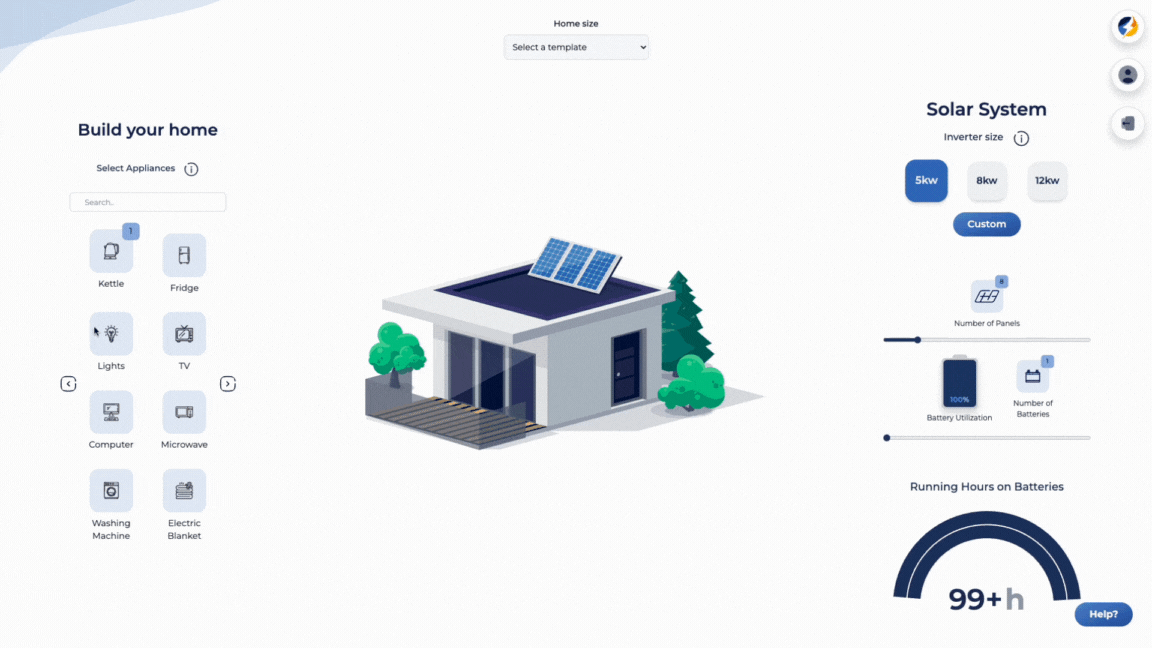 Home size
Select a template
Build your home
Select Appliances
Search..
1
Kettle
Fridge
Lights
TV
Computer
Microwave
Washing
Machine
Electric
Blanket
Solar System
Inverter size
5kw
8kw
12kw
Custom
8
Number of Panels
100%
Battery Utilization
1
Number of
Batteries
Running Hours on Batteries
99+h
Help?